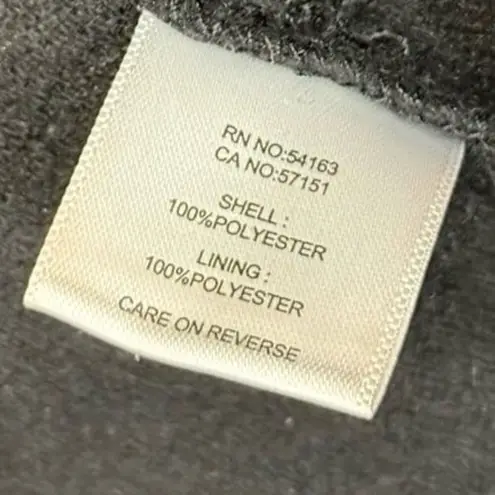 RN NO:54163
CA NO:57151
SHELL :
100%POLYESTER
LINING :
100%POLYESTER
CARE ON REVERSE